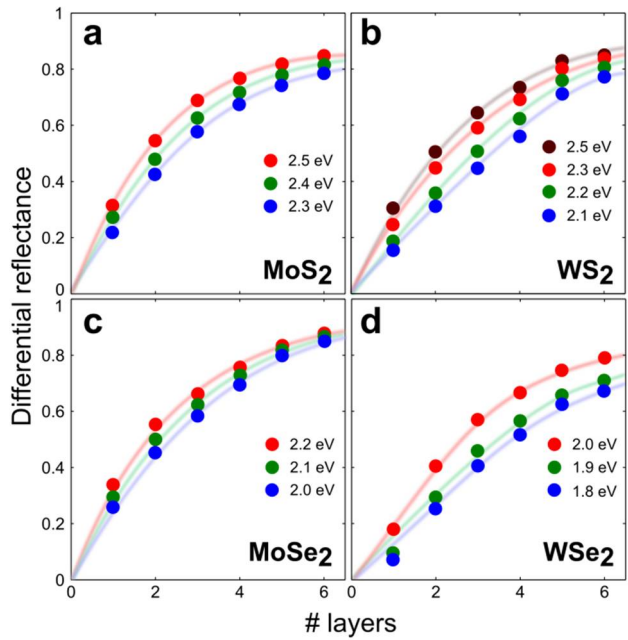 Differential reflectance
1
0.8
0.6
0.4
0.2
0
a
2.5 eV
2.4 eV
2.3 eV
MoS2
b
2.5 eV
2.3 eV
2.2 eV
2.1 eV
WS2
1
0.8
0.6
0.4
0.2
0
c
2.2 eV
2.1 eV
2.0 eV
MoSe2
d
2.0 eV
1.9 eV
1.8 eV
WSe2
0 2 4 6
0 2 4 6
# layers